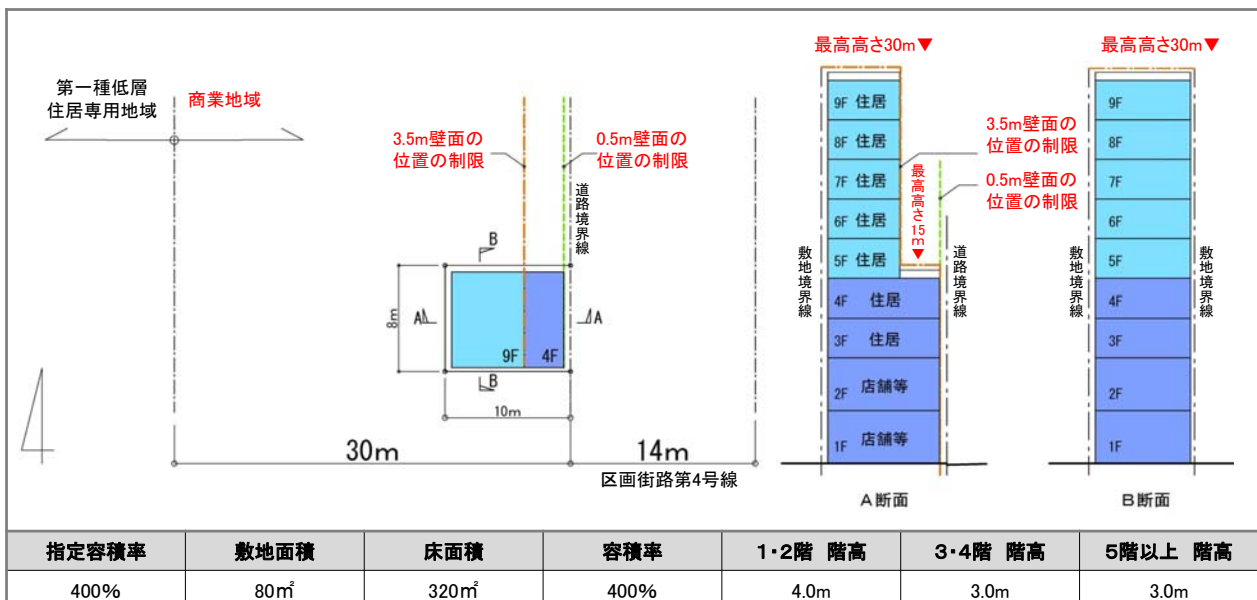 第一種低層
住居専用地域
商業地域
3.5m壁面の
位置の制限
0.5m壁面の
位置の制限
道路境界線
B
A
A
8m
9F
4F
B
10m
30m
14m
区画街路第4号線
最高高さ30m▼
9F 住居
8F 住居
7F 住居
6F 住居
5F 住居
4F 住居
3F 住居
2F 店舗等
1F 店舗等
敷地境界線
最高高さ15m▼
道路境界線
3.5m壁面の
位置の制限
0.5m壁面の
位置の制限
A断面
最高高さ30m▼
9F
8F
7F
6F
5F
4F
3F
2F
1F
敷地境界線
敷地境界線
B断面
指定容積率 敷地面積 床面積 容積率 1・2階 階高 3・4階 階高 5階以上 階高
400% 80㎡ 320㎡ 400% 4.0m 3.0m 3.0m